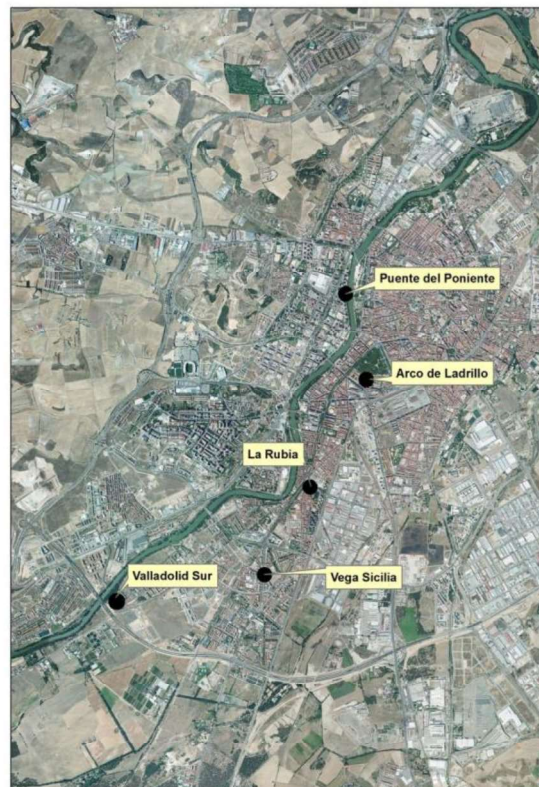 Puente del Poniente
Arco de Ladrillo
La Rubia
Valladolid Sur
Vega Sicilia